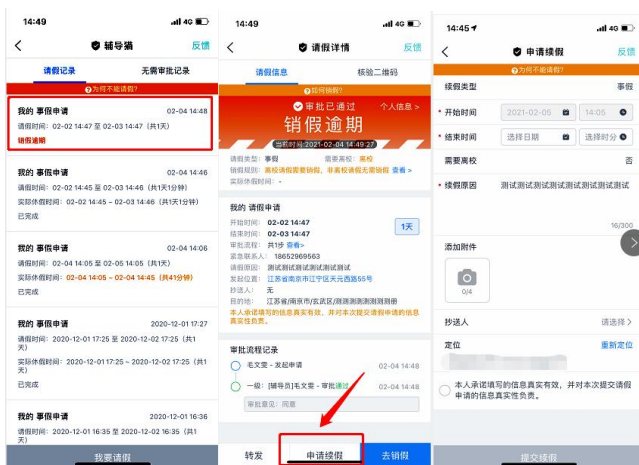 14:49
4G
辅导猫
反馈
请假记录
无需审批记录
为何不能请假?
我的 事假申请
02-04 14:48
请假时间: 02-02 14:47 至 02-03 14:47 (共1天)
销假逾期
我的 事假申请
02-04 14:46
请假时间: 02-02 14:45 至 02-03 14:46 (共1天1分钟)
实际休假时间: 02-02 14:45 ~ 02-03 14:46 (共1天1分钟)
已完成
我的 事假申请
02-04 14:06
请假时间: 02-04 14:05 至 02-05 14:05 (共1天)
实际休假时间: 02-04 14:05 ~ 02-04 14:45 (共41分钟)
已完成
我的 事假申请
2020-12-01 17:27
请假时间: 2020-12-01 17:25 至 2020-12-02 17:25 (共1
天)
实际休假时间: 2020-12-01 17:25 ~ 2020-12-02 17:25 (共1
天)
已完成
我的 事假申请
2020-12-01 16:36
请假时间: 2020-12-01 16:35 至 2020-12-02 16:35 (共1
天)
我要请假
14:49
4G
请假详情
反馈
请假信息
核验二维码
如何销假?
审批已通过
个人信息 >
销假逾期
当前时间:2021-02-04 14:49:27
请假类型: 事假
需要离校: 离校
销假规则: 离校请假需要销假, 非离校请假无需销假 查看 >
实际休假时间: -
我的 请假申请
开始时间: 02-02 14:47
结束时间: 02-03 14:47
1天
审批流程: 共1步 查看>
紧急联系人: 18652969563
请假原因: 测试测试测试测试测试测试
发起位置: 江苏省南京市江宁区天元西路55号
抄送人: 无
目的地: 江苏省/南京市/玄武区/测测测测测测测测册
本人承诺填写的信息真实有效, 并对本次提交请假申请的信息
真实性负责。
审批流程记录
毛文雯 - 发起申请
02-04 14:48
一级: [辅导员]毛文雯 - 审批通过
02-04 14:48
审批意见: 同意
转发
申请续假
去销假
14:45
4G
申请续假
反馈
为何不能请假?
续假类型
事假
* 开始时间
2021-02-05
14:05
* 结束时间
选择日期
选择时分
需要离校
否
* 续假原因
测试测试测试测试测试测试测试测试
16/300
添加附件
0/4
抄送人
请选择 >
定位
重新定位
本人承诺填写的信息真实有效, 并对本次提交请假
申请的信息真实性负责。
提交续假